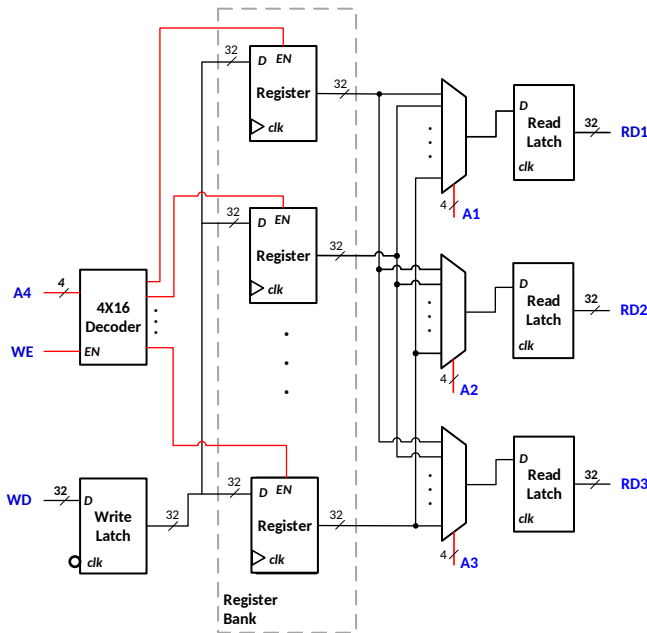 32
D EN
Register
clk
32
32
D
Read
Latch
clk
32
RD1
4
A1
32
D EN
Register
clk
32
A4
4
4X16
Decoder
WE
EN
D
Read
Latch
clk
32
RD2
4
A2
WD
32
D
Write
Latch
clk
32
32
D EN
Register
clk
32
D
Read
Latch
clk
32
RD3
4
A3
Register
Bank